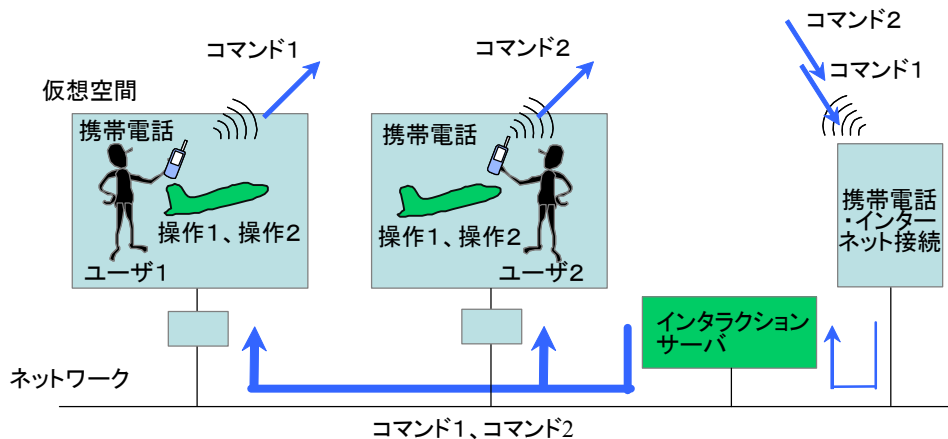 コマンド1
コマンド2
コマンド2
コマンド1
仮想空間
携帯電話
操作1、操作2
ユーザ1
携帯電話
操作1、操作2
ユーザ2
携帯電話
・インター
ネット接続
インタラクション
サーバ
ネットワーク
コマンド1、コマンド2